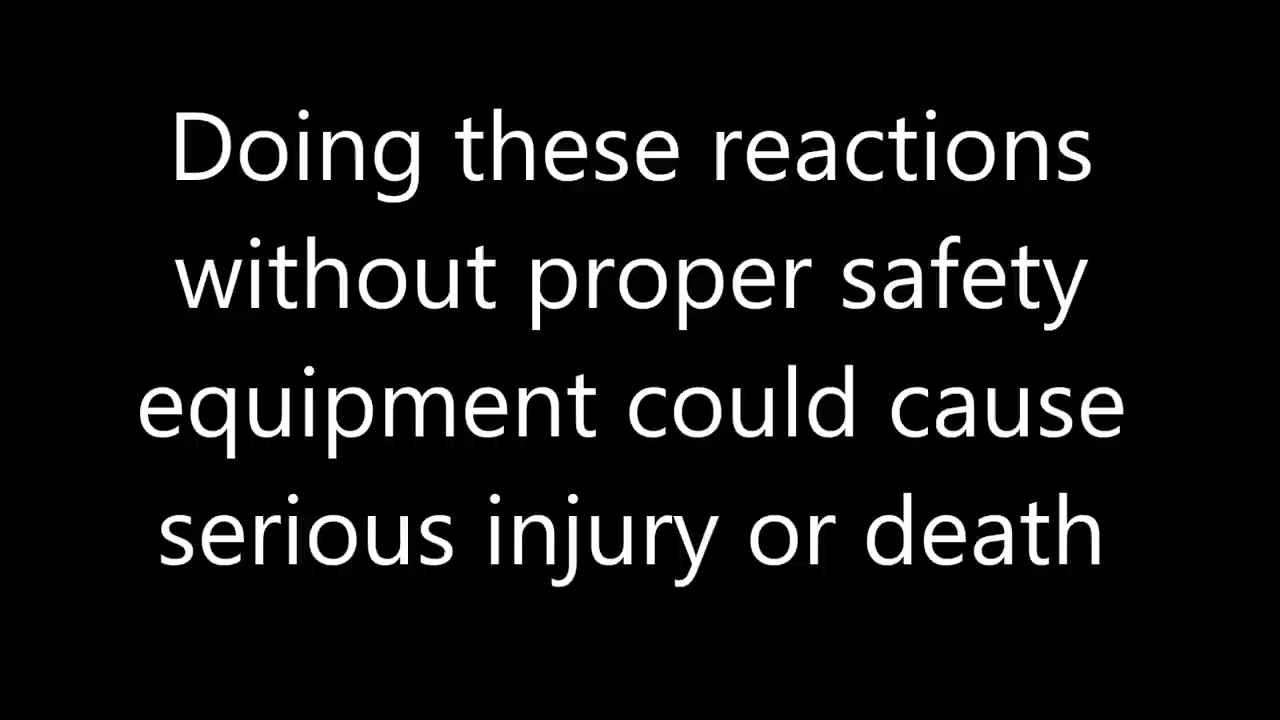 Doing these reactions
without proper safety
equipment could cause
serious injury or death